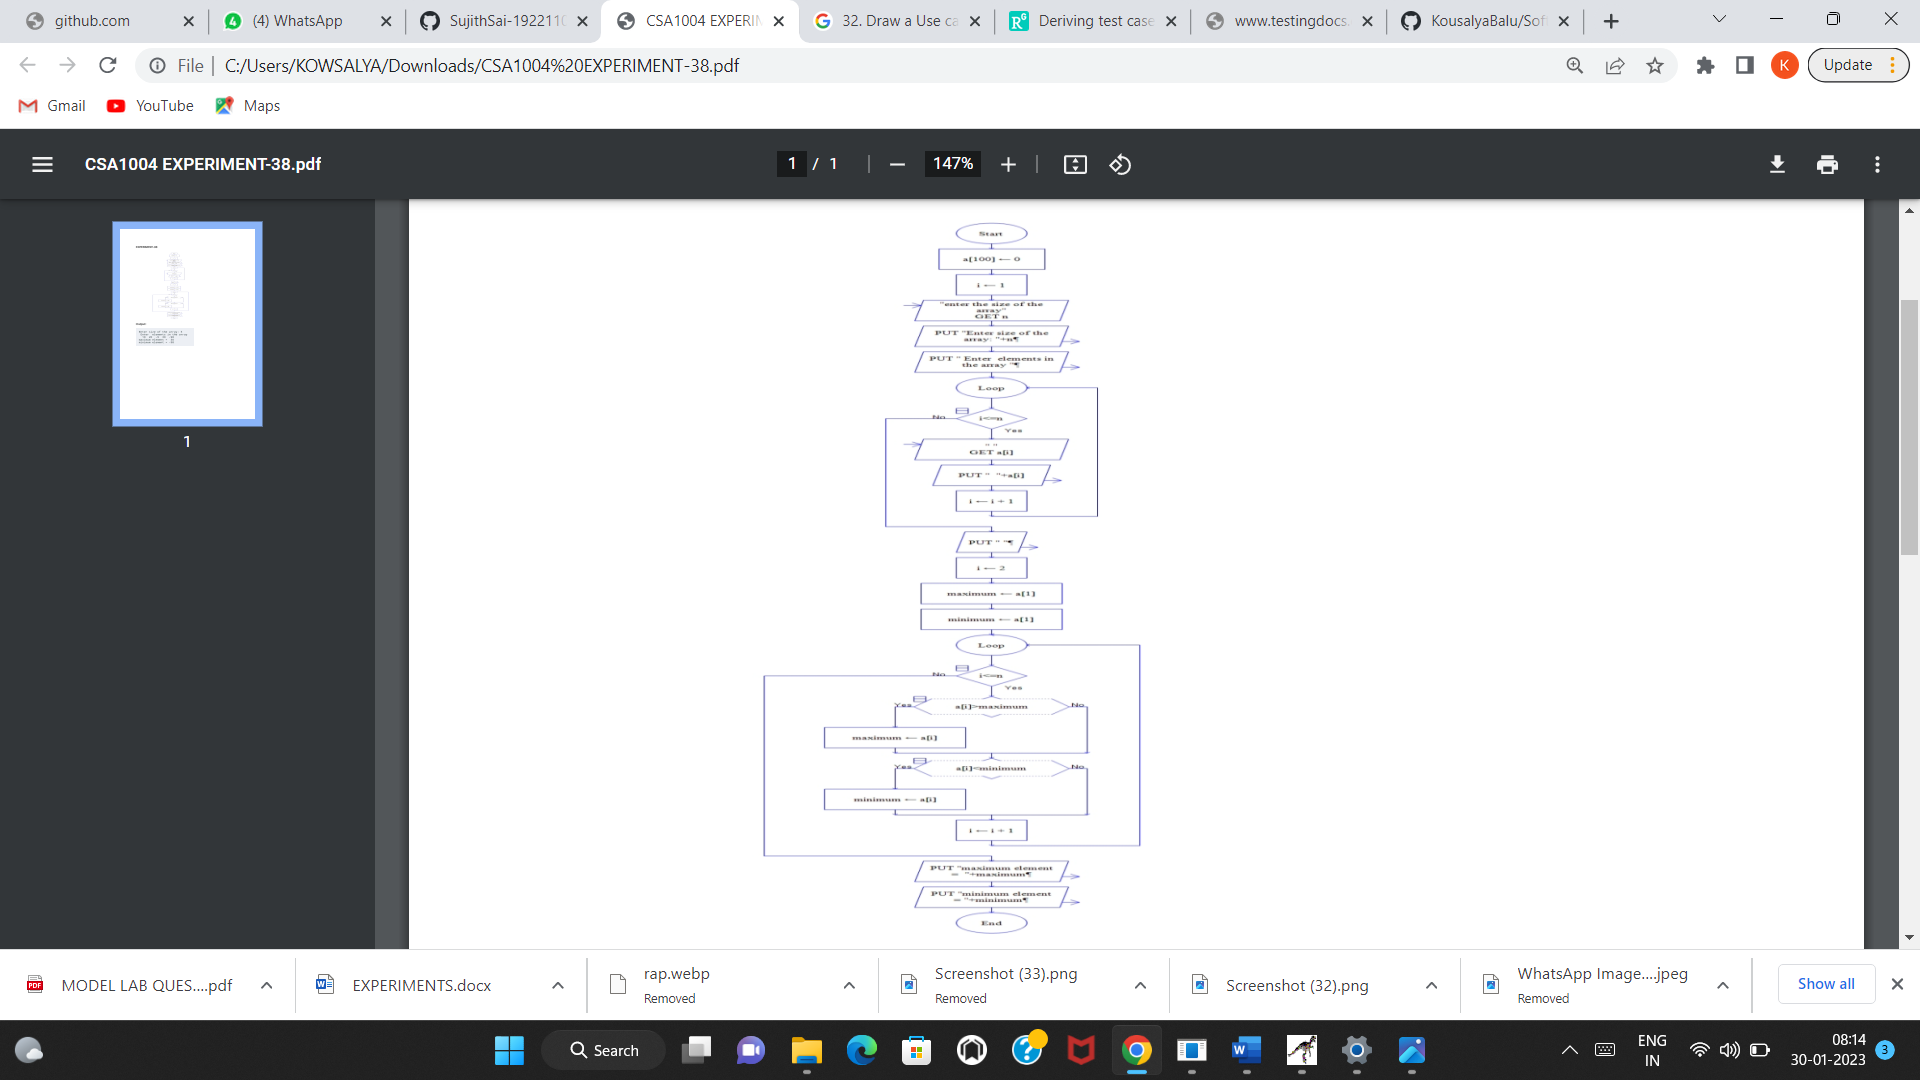 github.com
(4) WhatsApp
SujithSai-1922110
CSA1004 EXPERIM
32. Draw a Use ca
Deriving test case
www.testingdocs.
KousalyaBalu/Sof
File
C:/Users/KOWSALYA/Downloads/CSA1004%20EXPERIMENT-38.pdf
K
Update
Gmail
YouTube
Maps
CSA1004 EXPERIMENT-38.pdf
1 / 1
147%
1
Start
a[100] ← 0
i ← 1
"enter the size of the
array"
GET n
PUT "Enter size of the
array: "+n¶
PUT " Enter elements in
the array "¶
Loop
No
i<=n
Yes
" "
GET a[i]
PUT " "+a[i]
i ← i + 1
PUT " "¶
i ← 2
maximum ← a[1]
minimum ← a[1]
Loop
No
i<=n
Yes
Yes
a[i]>maximum
No
maximum ← a[i]
Yes
a[i]<minimum
No
minimum ← a[i]
i ← i + 1
PUT "maximum element
= "+maximum¶
PUT "minimum element
= "+minimum¶
End
MODEL LAB QUES....pdf
EXPERIMENTS.docx
rap.webp
Removed
Screenshot (33).png
Removed
Screenshot (32).png
WhatsApp Image....jpeg
Removed
Show all
Search
ENG
IN
08:14
30-01-2023
3